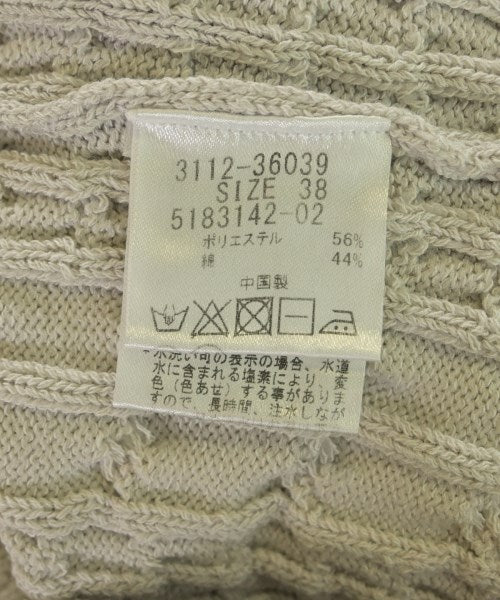 3112-36039
SIZE 38
5183142-02
ポリエステル 56%
綿 44%
中国製
水洗い可の表示の場合、水道
水に含まれる塩素により、変
色（色あせ）する事がありま
すので、長時間、注水しなが